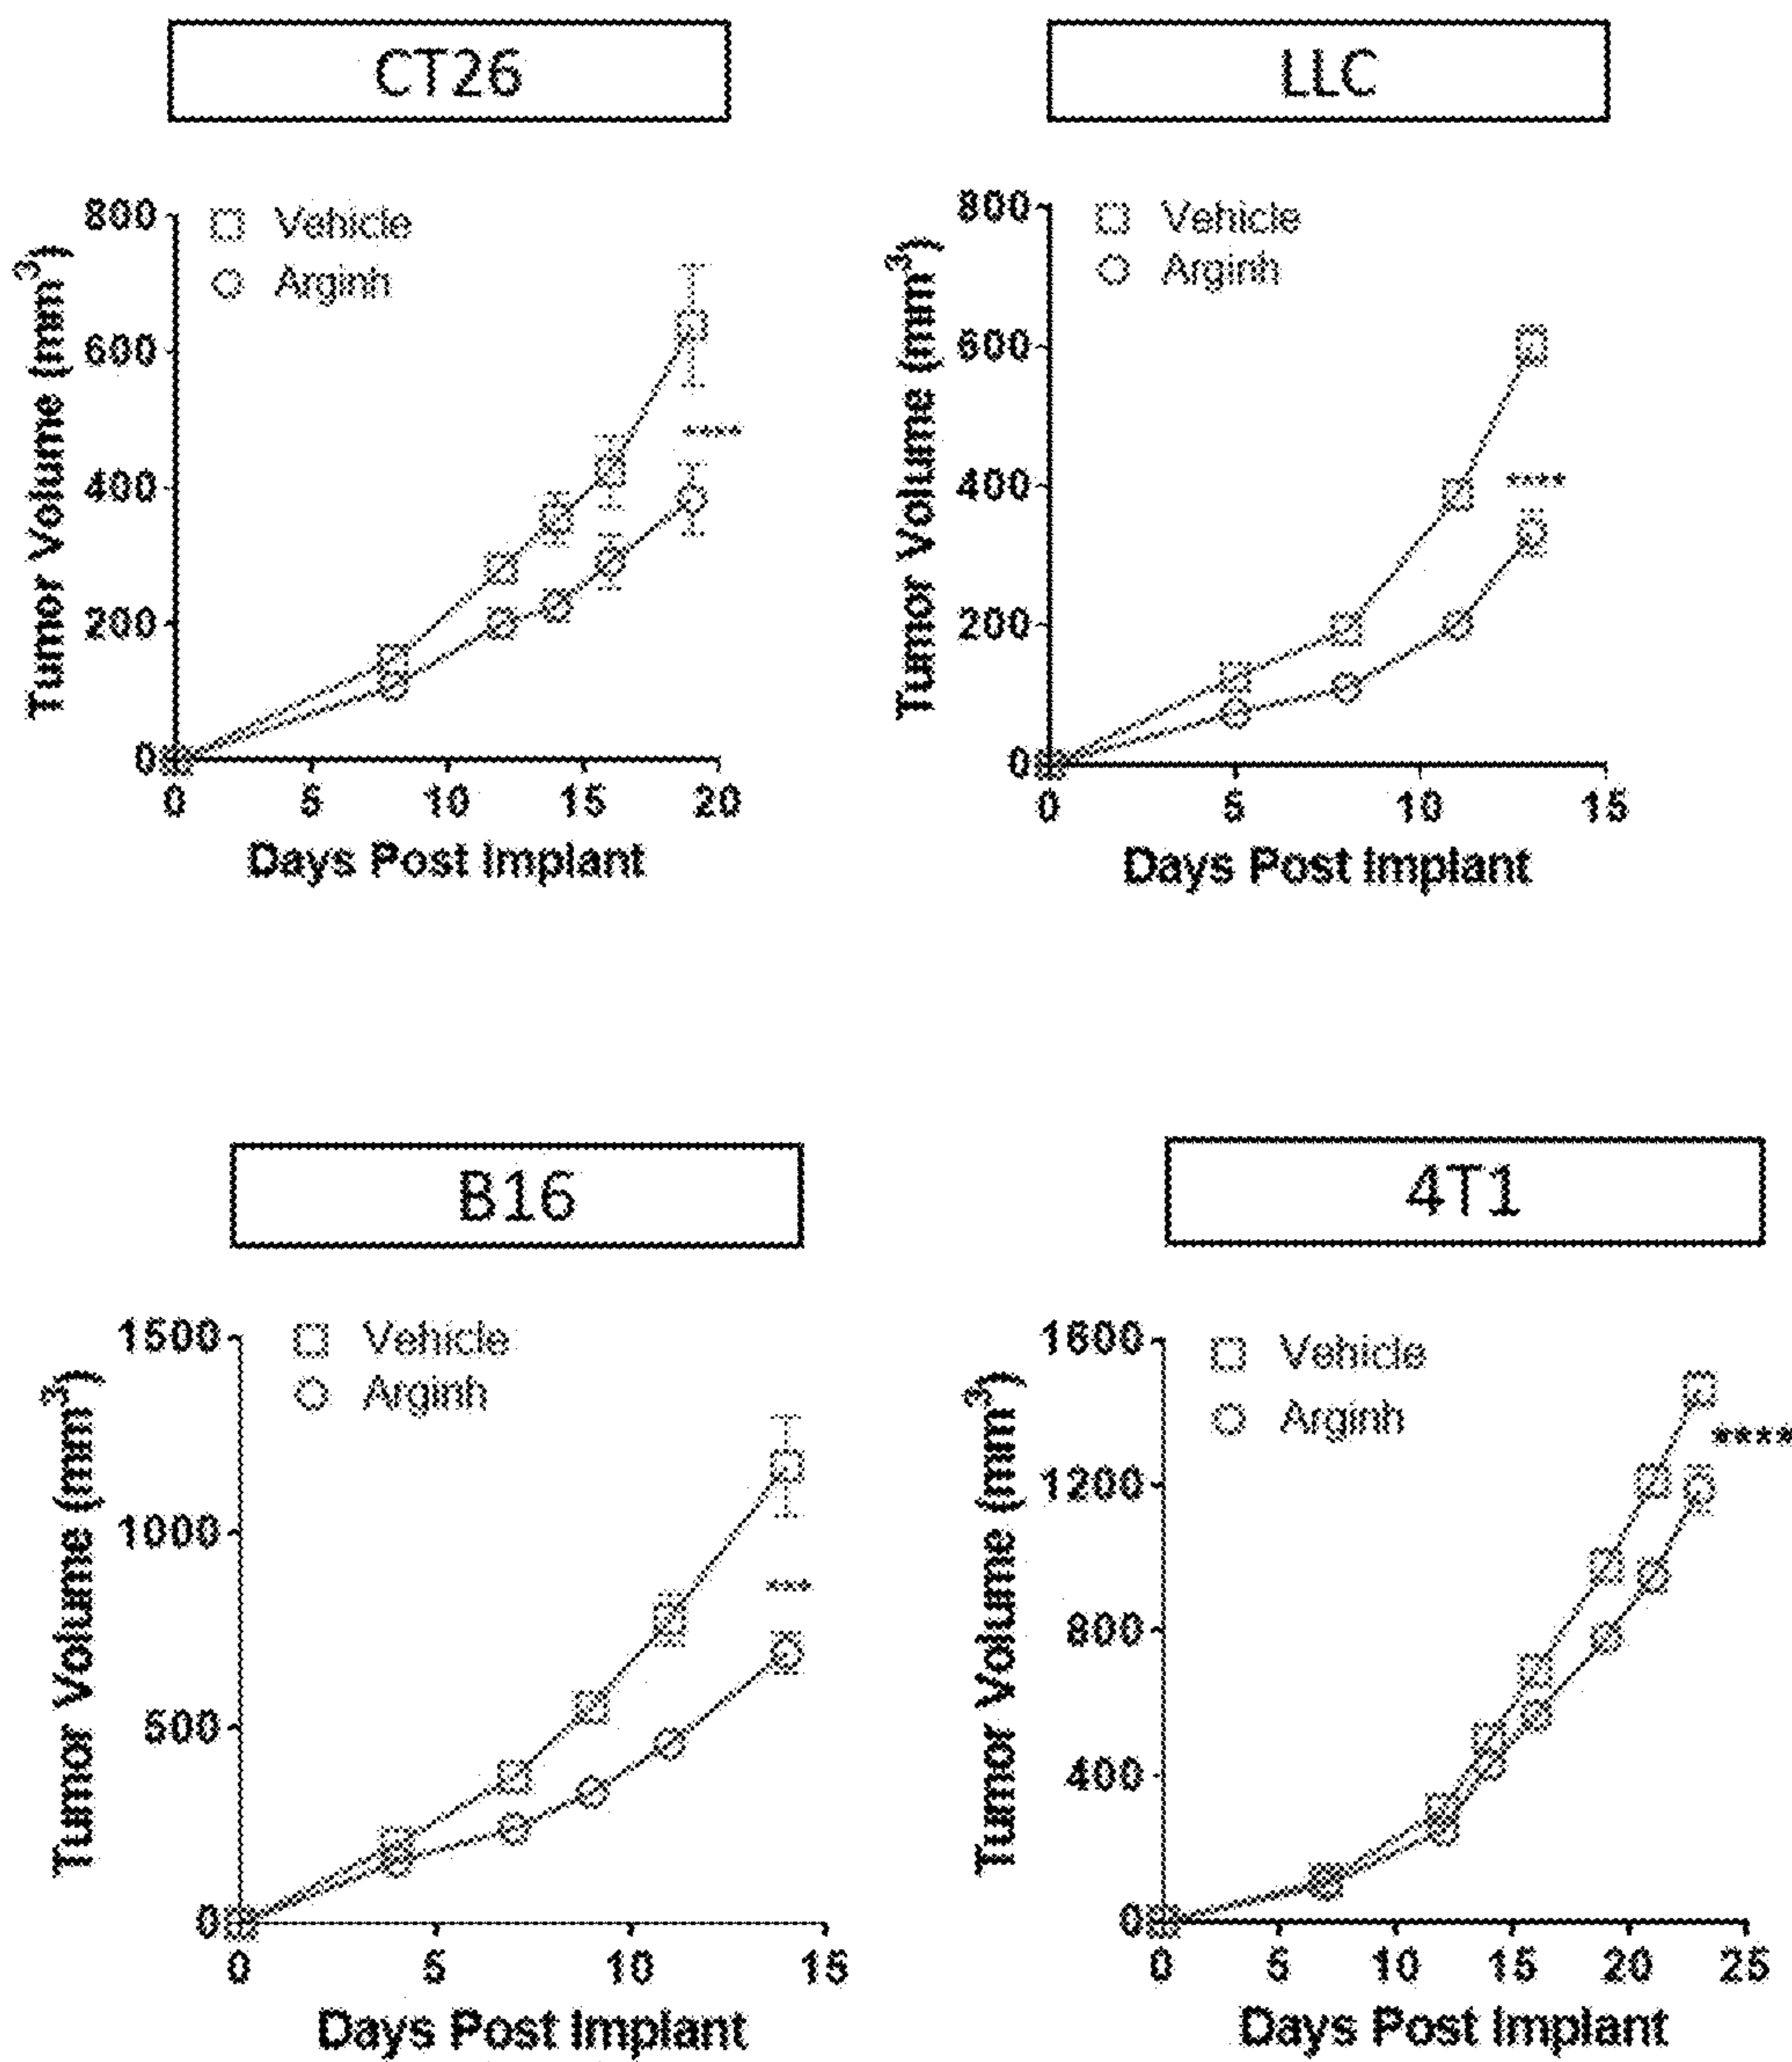 CT26
800
Vehicle
Arginh
600
****
400
200
0
Tumor Volume (mm³)
0 5 10 15 20
Days Post Implant
LLC
800
Vehicle
Arginh
600
****
400
200
0
Tumor Volume (mm³)
0 5 10 15
Days Post Implant
B16
1500
Vehicle
Arginh
1000
500
0
Tumor Volume (mm³)
0 5 10 15
Days Post Implant
4T1
1600
Vehicle
Arginh
****
1200
800
400
0
Tumor Volume (mm³)
0 5 10 15 20 25
Days Post Implant